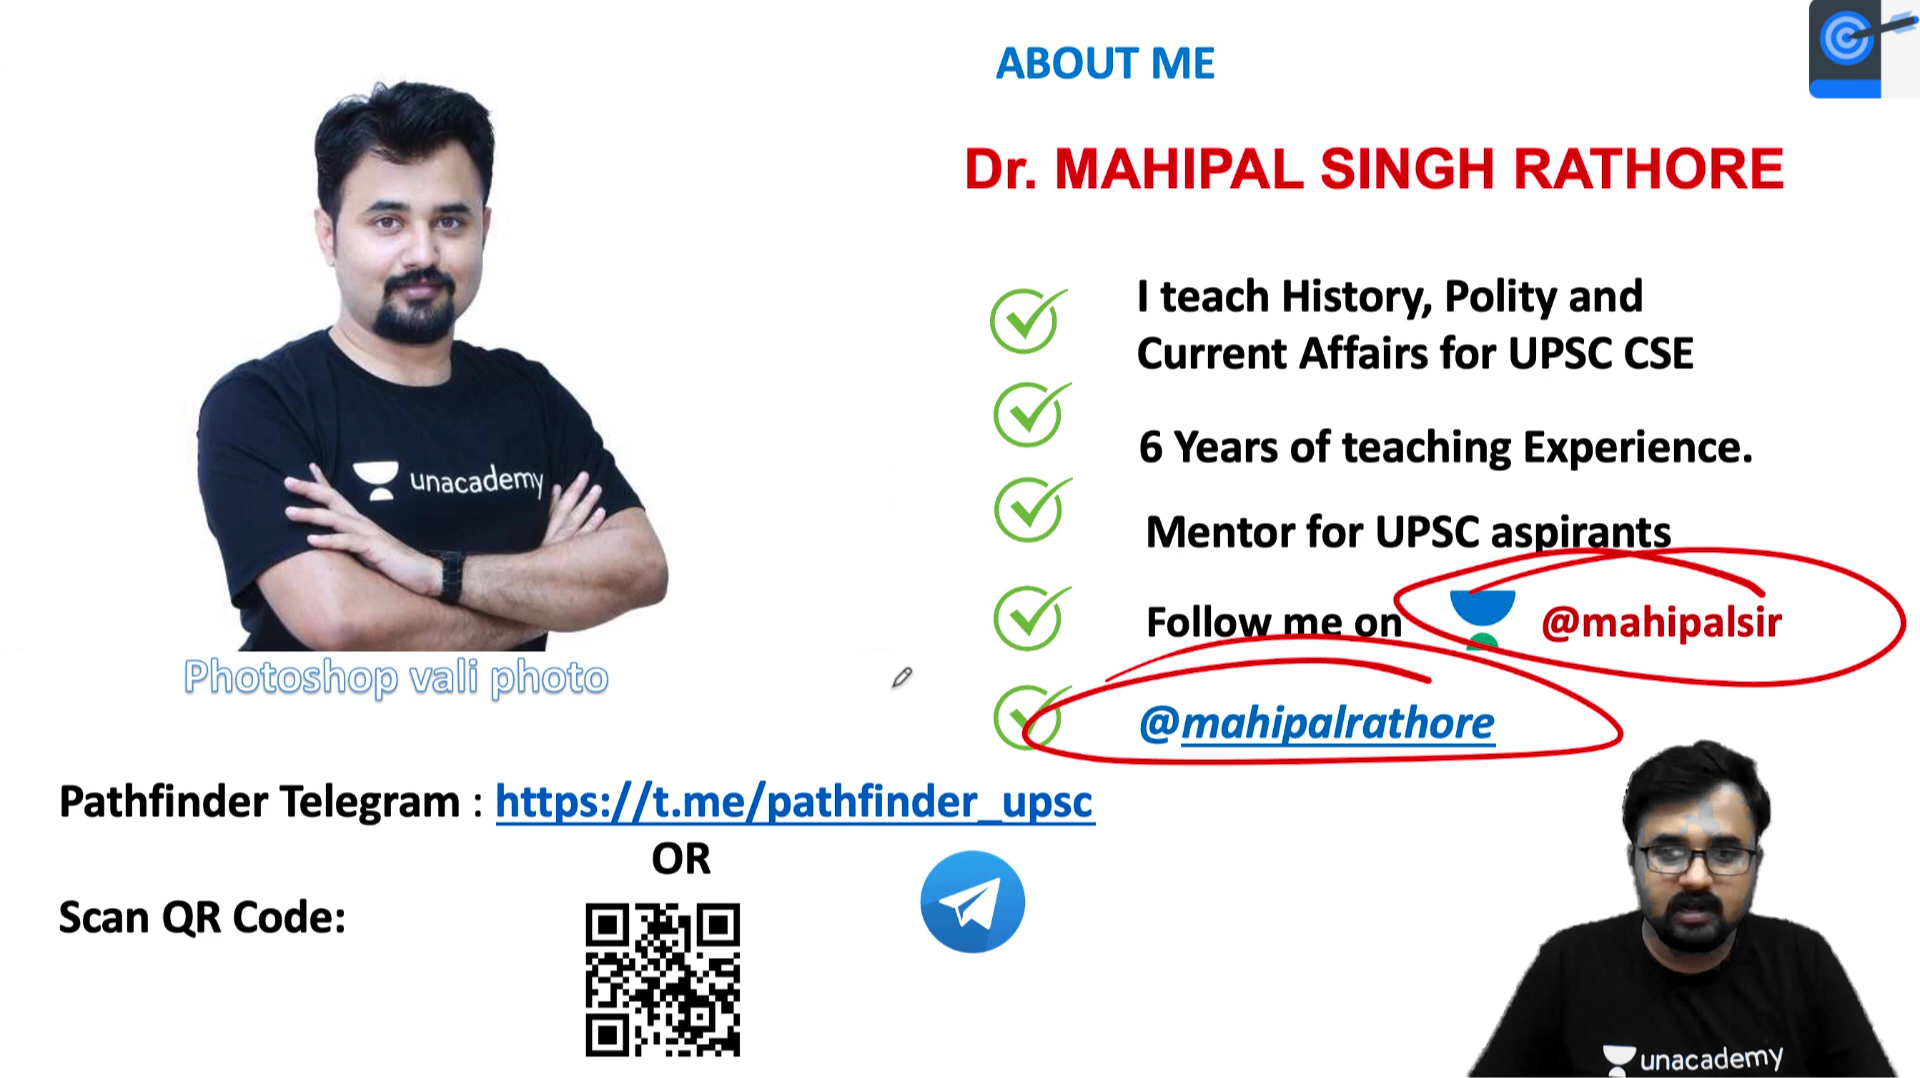 ABOUT ME
Dr. MAHIPAL SINGH RATHORE
I teach History, Polity and
Current Affairs for UPSC CSE
6 Years of teaching Experience.
Mentor for UPSC aspirants
Follow me on @mahipalsir
@mahipalrathore
unacademy
Photoshop vali photo
Pathfinder Telegram : https://t.me/pathfinder_upsc
OR
Scan QR Code:
unacademy